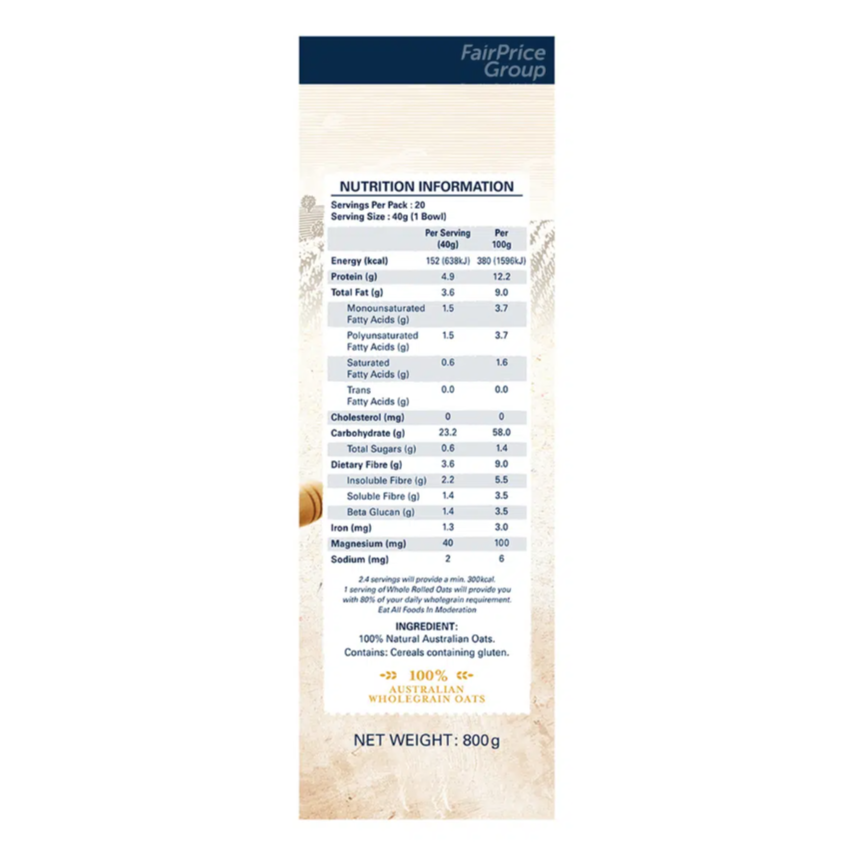 FairPrice
Group
NUTRITION INFORMATION
Servings Per Pack : 20
Serving Size : 40g (1 Bowl)
Per Serving (40g) Per 100g
Energy (kcal) 152 (638kJ) 380 (1596kJ)
Protein (g) 4.9 12.2
Total Fat (g) 3.6 9.0
Monounsaturated Fatty Acids (g) 1.5 3.7
Polyunsaturated Fatty Acids (g) 1.5 3.7
Saturated Fatty Acids (g) 0.6 1.6
Trans Fatty Acids (g) 0.0 0.0
Cholesterol (mg) 0 0
Carbohydrate (g) 23.2 58.0
Total Sugars (g) 0.6 1.4
Dietary Fibre (g) 3.6 9.0
Insoluble Fibre (g) 2.2 5.5
Soluble Fibre (g) 1.4 3.5
Beta Glucan (g) 1.4 3.5
Iron (mg) 1.3 3.0
Magnesium (mg) 40 100
Sodium (mg) 2 6
2.4 servings will provide a min. 300kcal.
1 serving of Whole Rolled Oats will provide you
with 80% of your daily wholegrain requirement.
Eat All Foods In Moderation
INGREDIENT:
100% Natural Australian Oats.
Contains: Cereals containing gluten.
100%
AUSTRALIAN
WHOLEGRAIN OATS
NET WEIGHT: 800g